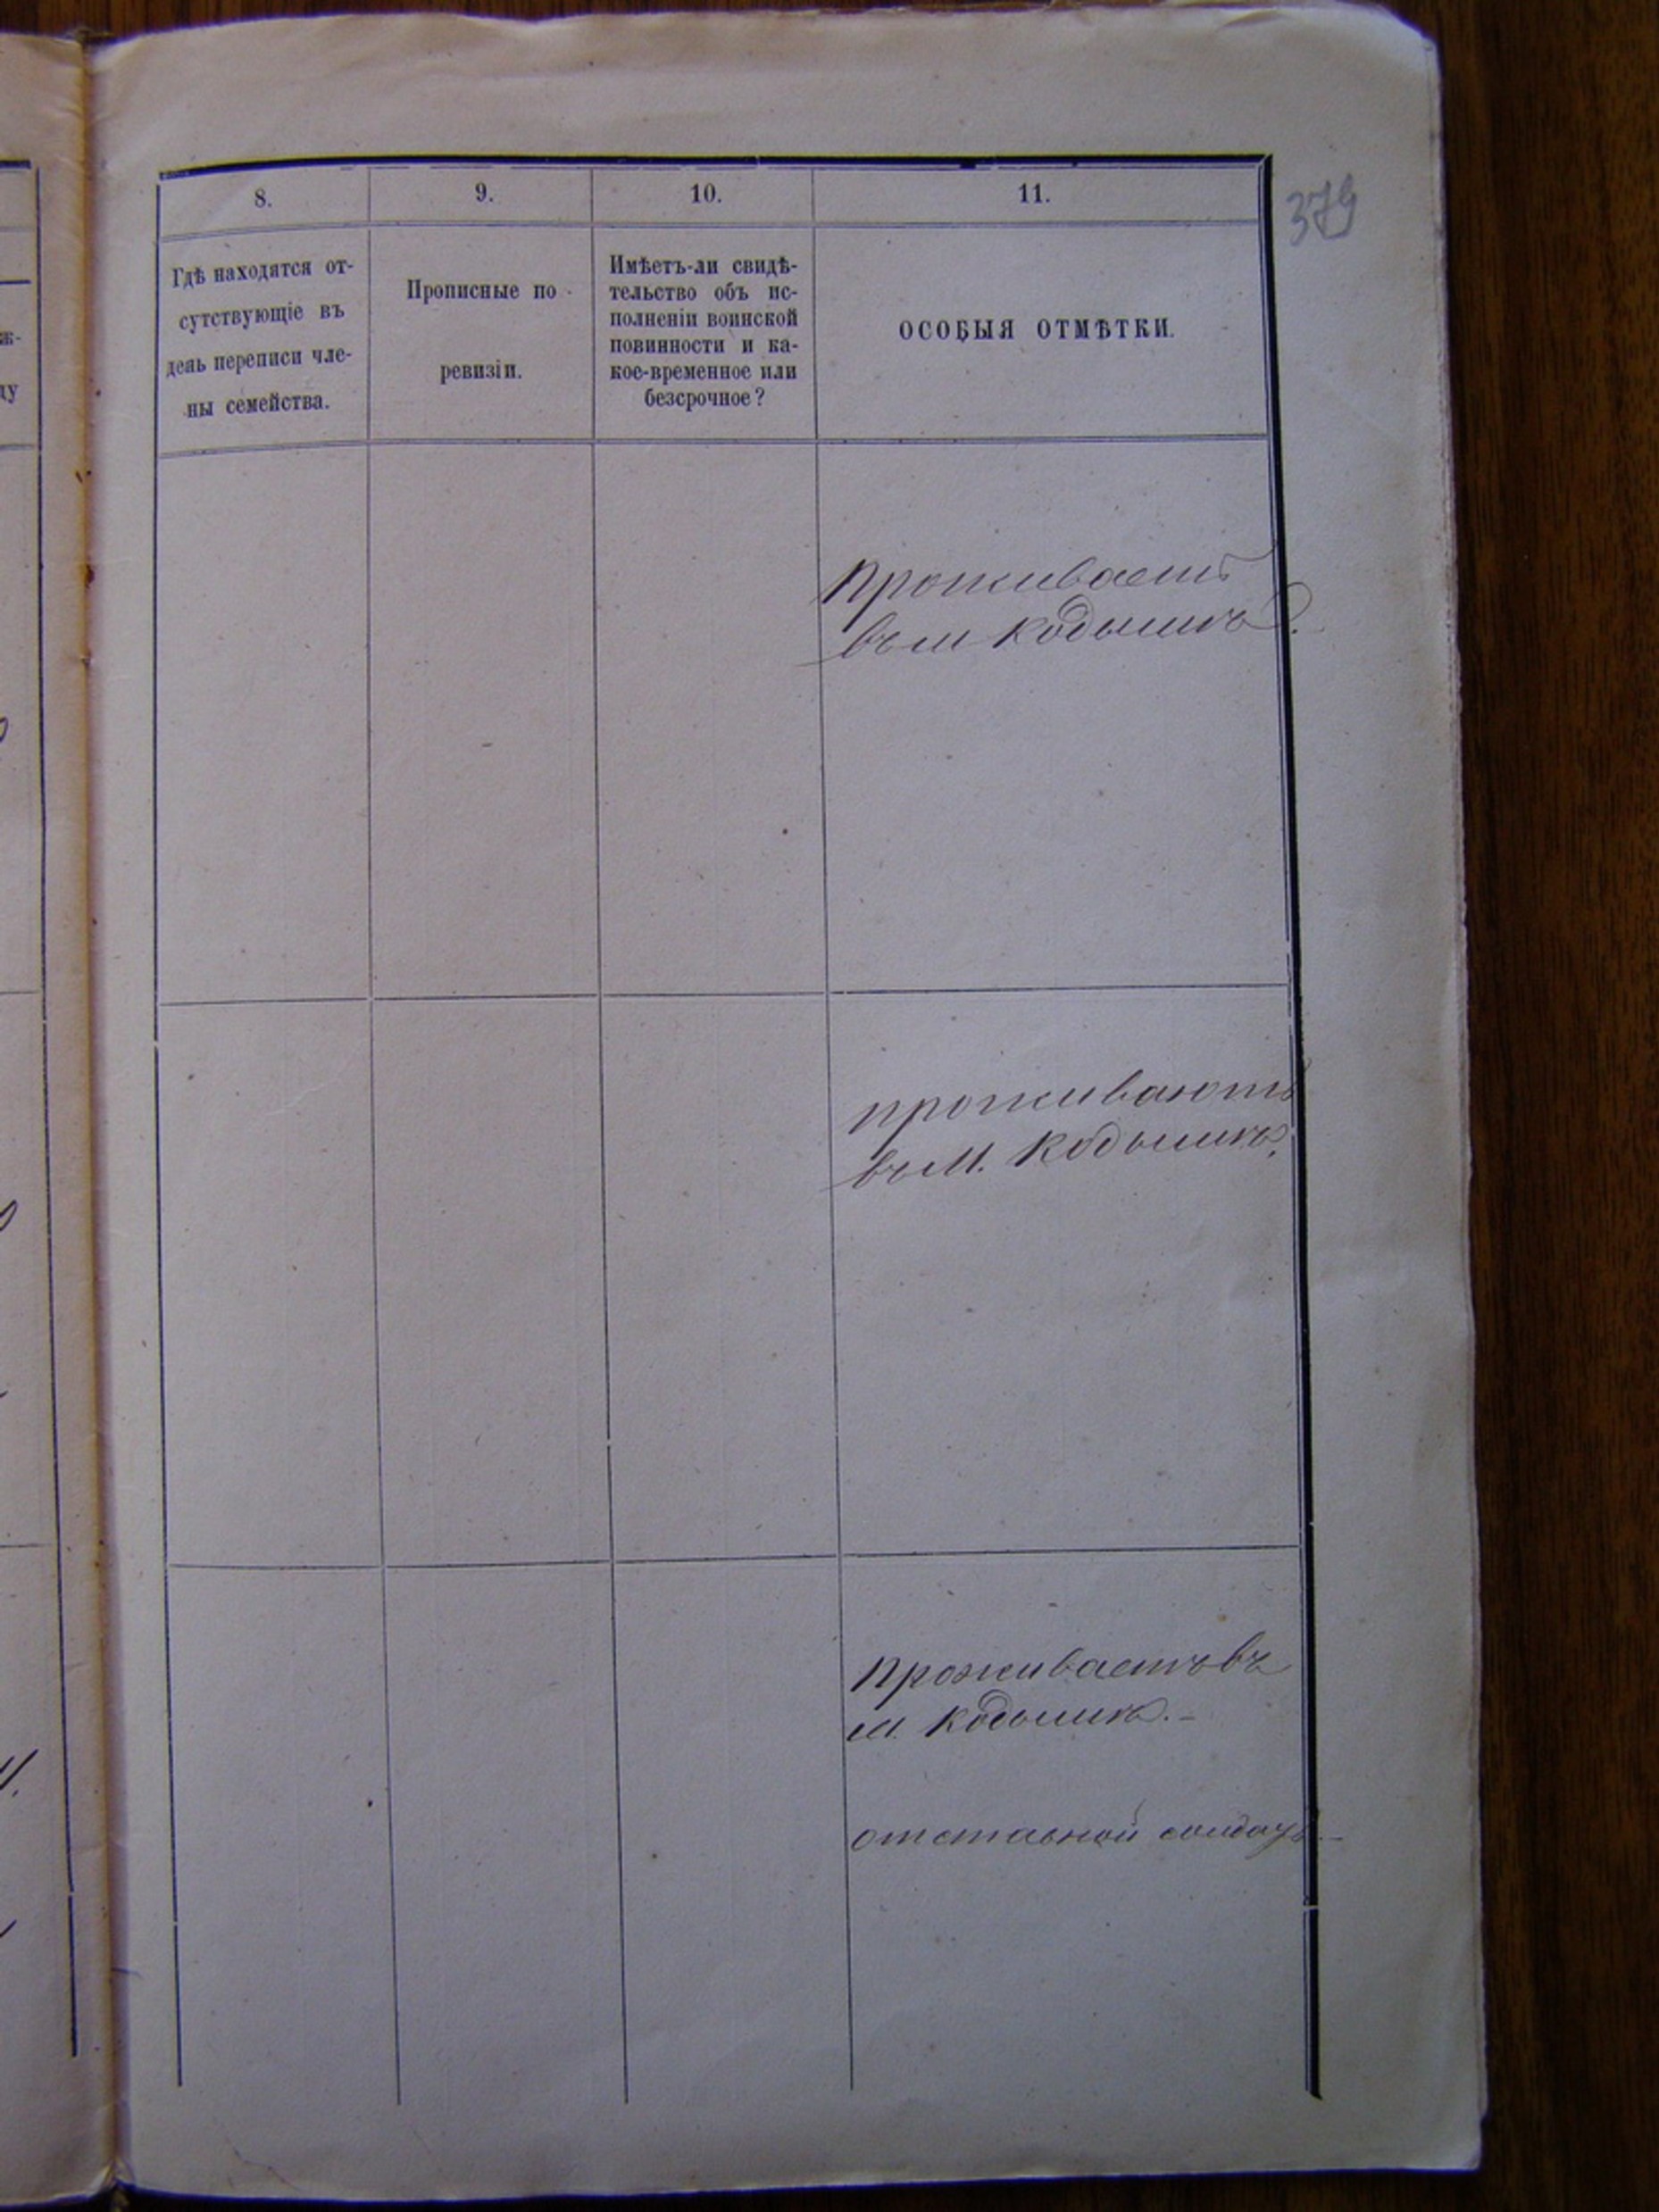 379
8.
9.
10.
11.
Гдѣ находятся от-
сутствующіе въ
день переписи чле-
ны семейства.
Прописные по
ревизіи.
Имѣетъ-ли свидѣ-
тельство объ ис-
полненіи воинской
повинности и ка-
кое-временное или
безсрочное?
ОСОБЫЯ ОТМѢТКИ.
ж-
ду
Проживаетъ
въ м Кодымѣ.
проживаютъ
въ М. Кодымѣ.
Проживаетъ въ
м. Кодымѣ.-
отставной солдатъ.-